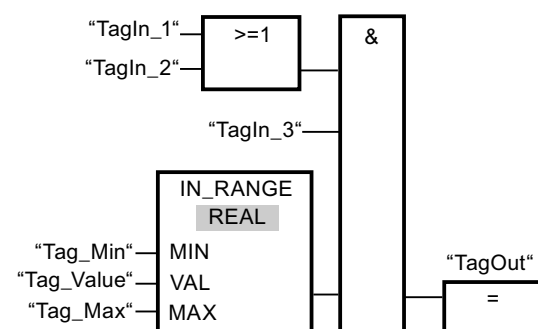 “TagIn_1“
>=1
&
“TagIn_2“
“TagIn_3“
IN_RANGE
REAL
“Tag_Min“
MIN
“TagOut“
“Tag_Value“
VAL
=
“Tag_Max“
MAX